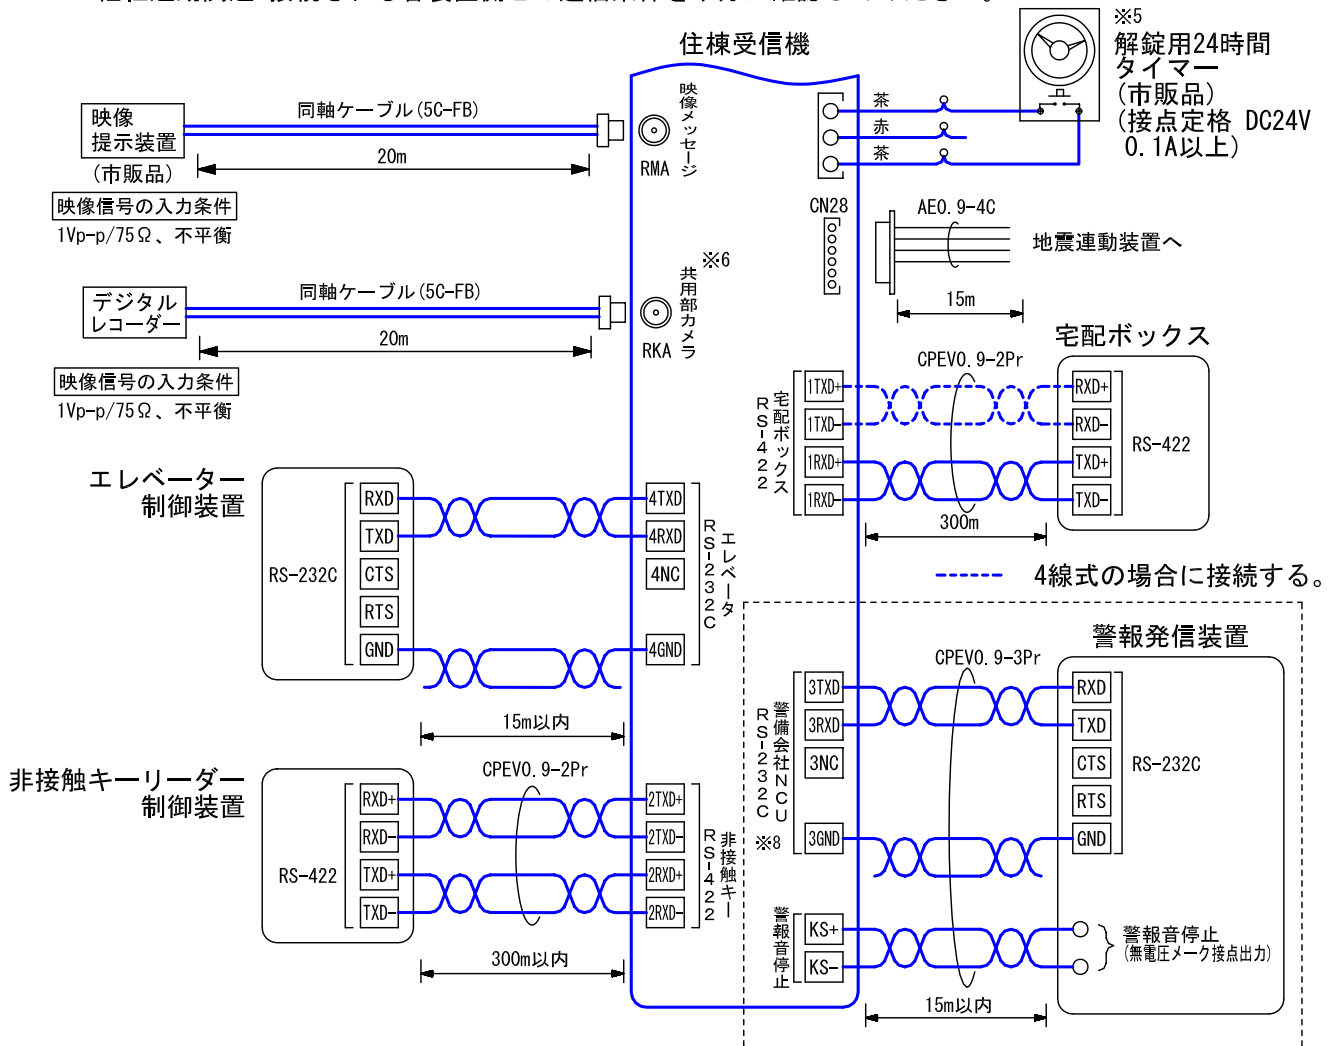 住棟受信機
※5
解錠用24時間
タイマー
(市販品)
(接点定格 DC24V
0.1A以上)
映像
提示装置
(市販品)
同軸ケーブル(5C-FB)
20m
映像メッセージ
RMA
茶
赤
茶
映像信号の入力条件
1Vp-p/75Ω、不平衡
CN28
AE0.9-4C
地震連動装置へ
15m
デジタル
レコーダー
同軸ケーブル(5C-FB)
20m
※6
共用部カメラ
RKA
映像信号の入力条件
1Vp-p/75Ω、不平衡
宅配ボックス
CPEV0.9-2Pr
宅配ボックス
RS-422
1TXD+
1TXD-
1RXD+
1RXD-
RXD+
RXD-
TXD+
TXD-
RS-422
300m
4線式の場合に接続する。
エレベーター
制御装置
RS-232C
RXD
TXD
CTS
RTS
GND
4TXD
4RXD
4NC
4GND
エレベータ
RS-232C
15m以内
警報発信装置
CPEV0.9-3Pr
警備会社NCU
RS-232C
※8
3TXD
3RXD
3NC
3GND
RXD
TXD
CTS
RTS
GND
RS-232C
警報音停止
KS+
KS-
警報音停止
(無電圧メーク接点出力)
15m以内
非接触キーリーダー
制御装置
RS-422
RXD+
RXD-
TXD+
TXD-
CPEV0.9-2Pr
2TXD+
2TXD-
2RXD+
2RXD-
非接触キー
RS-422
300m以内